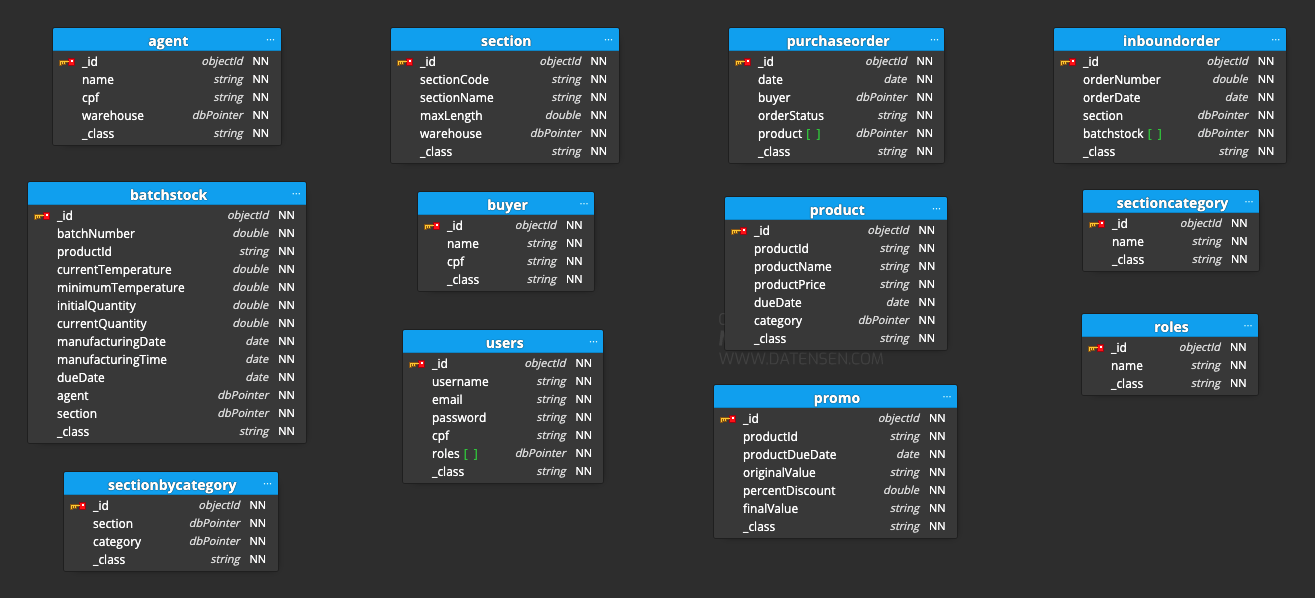 agent ...
_id objectId NN
name string NN
cpf string NN
warehouse dbPointer NN
_class string NN
section ...
_id objectId NN
sectionCode string NN
sectionName string NN
maxLength double NN
warehouse dbPointer NN
_class string NN
purchaseorder ...
_id objectId NN
date date NN
buyer dbPointer NN
orderStatus string NN
product [ ] dbPointer NN
_class string NN
inboundorder ...
_id objectId NN
orderNumber double NN
orderDate date NN
section dbPointer NN
batchstock [ ] dbPointer NN
_class string NN
batchstock ...
_id objectId NN
batchNumber double NN
productId string NN
currentTemperature double NN
minimumTemperature double NN
initialQuantity double NN
currentQuantity double NN
manufacturingDate date NN
manufacturingTime date NN
dueDate date NN
agent dbPointer NN
section dbPointer NN
_class string NN
buyer ...
_id objectId NN
name string NN
cpf string NN
_class string NN
product ...
_id objectId NN
productId string NN
productName string NN
productPrice string NN
dueDate date NN
category dbPointer NN
_class string NN
WWW.DATENSEN.COM
sectioncategory ...
_id objectId NN
name string NN
_class string NN
users ...
_id objectId NN
username string NN
email string NN
password string NN
cpf string NN
roles [ ] dbPointer NN
_class string NN
roles ...
_id objectId NN
name string NN
_class string NN
promo ...
_id objectId NN
productId string NN
productDueDate date NN
originalValue string NN
percentDiscount double NN
finalValue string NN
_class string NN
sectionbycategory ...
_id objectId NN
section dbPointer NN
category dbPointer NN
_class string NN